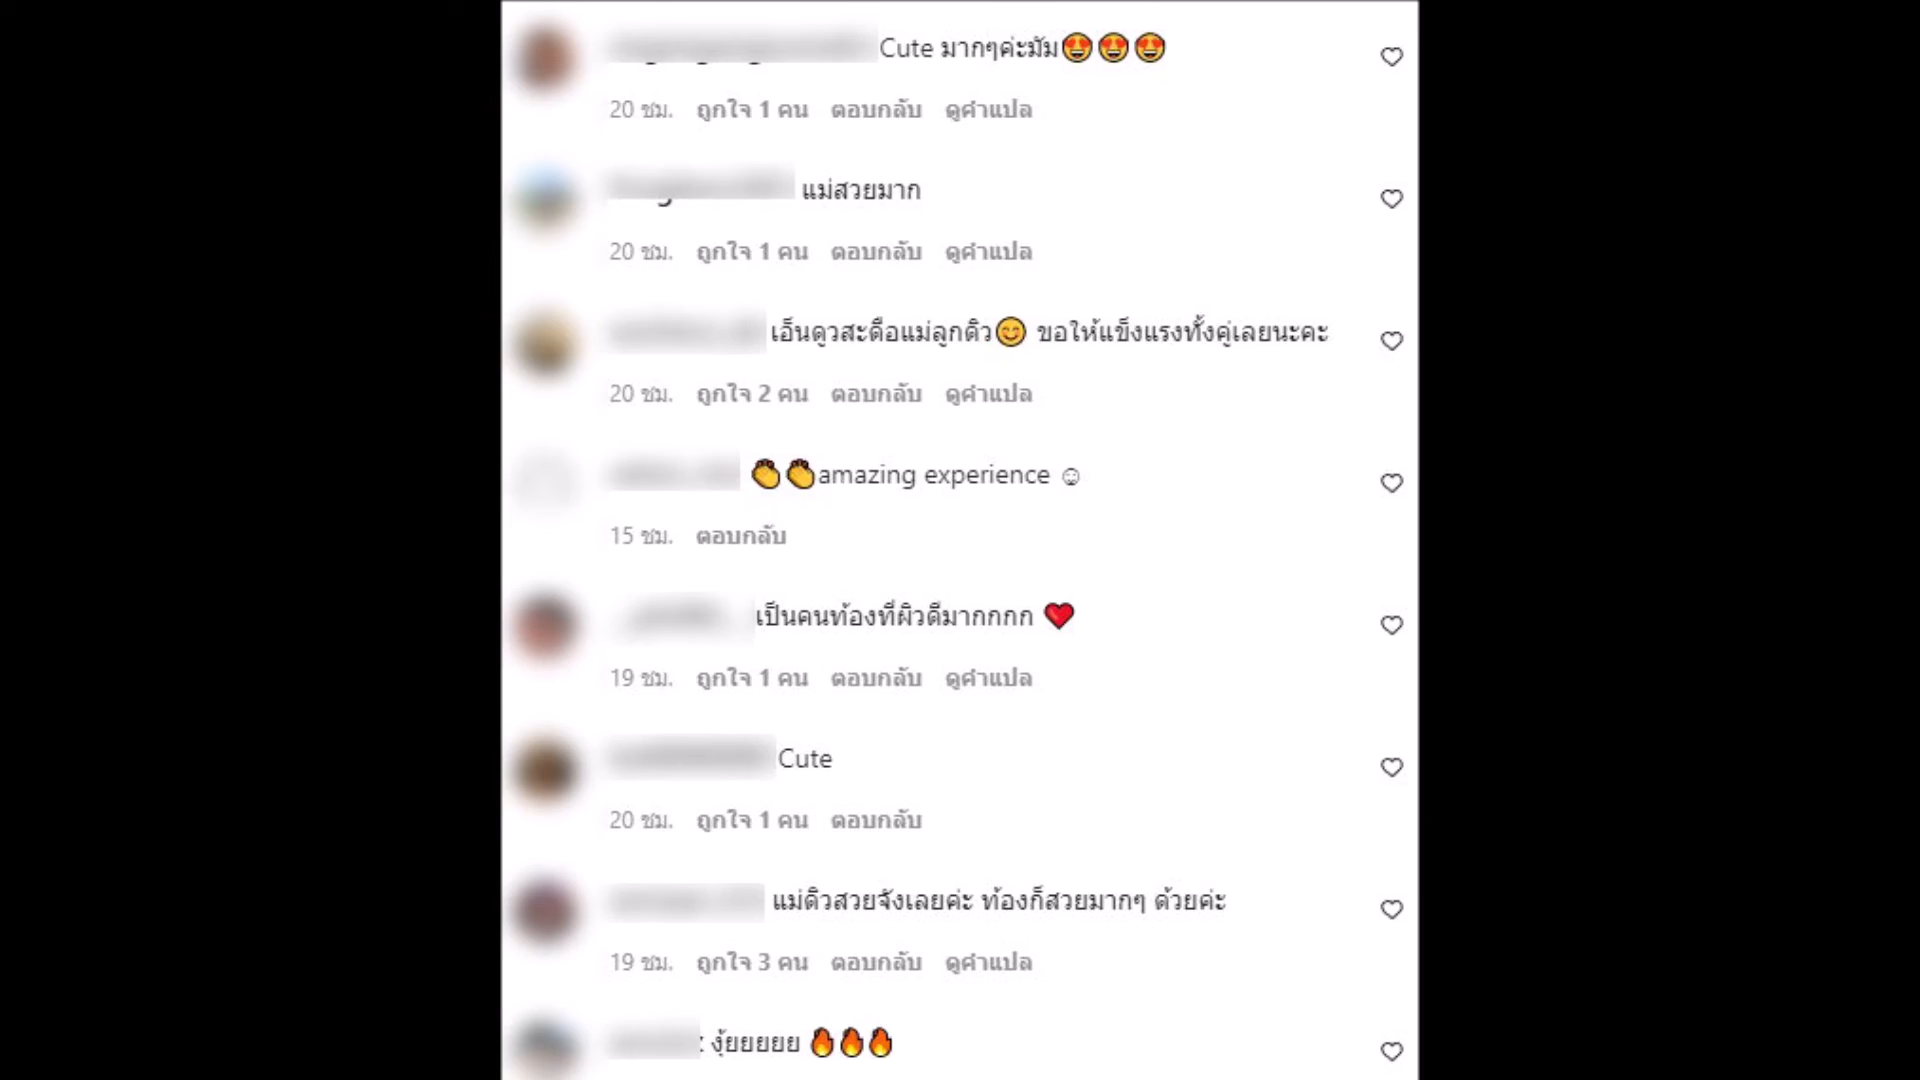 Cute มากๆค่ะมัม😍😍😍
20 ชม. ถูกใจ 1 คน ตอบกลับ ดูคำแปล
แม่สวยมาก
20 ชม. ถูกใจ 1 คน ตอบกลับ ดูคำแปล
เอ็นดูวสะดือแม่ลูกดิว😊 ขอให้แข็งแรงทั้งคู่เลยนะคะ
20 ชม. ถูกใจ 2 คน ตอบกลับ ดูคำแปล
👏👏amazing experience ☺
15 ชม. ตอบกลับ
เป็นคนท้องที่ผิวดีมากกกก ❤️
19 ชม. ถูกใจ 1 คน ตอบกลับ ดูคำแปล
Cute
20 ชม. ถูกใจ 1 คน ตอบกลับ
แม่ดิวสวยจังเลยค่ะ ท้องก็สวยมากๆ ด้วยค่ะ
19 ชม. ถูกใจ 3 คน ตอบกลับ ดูคำแปล
งุ้ยยยยย 🔥🔥🔥